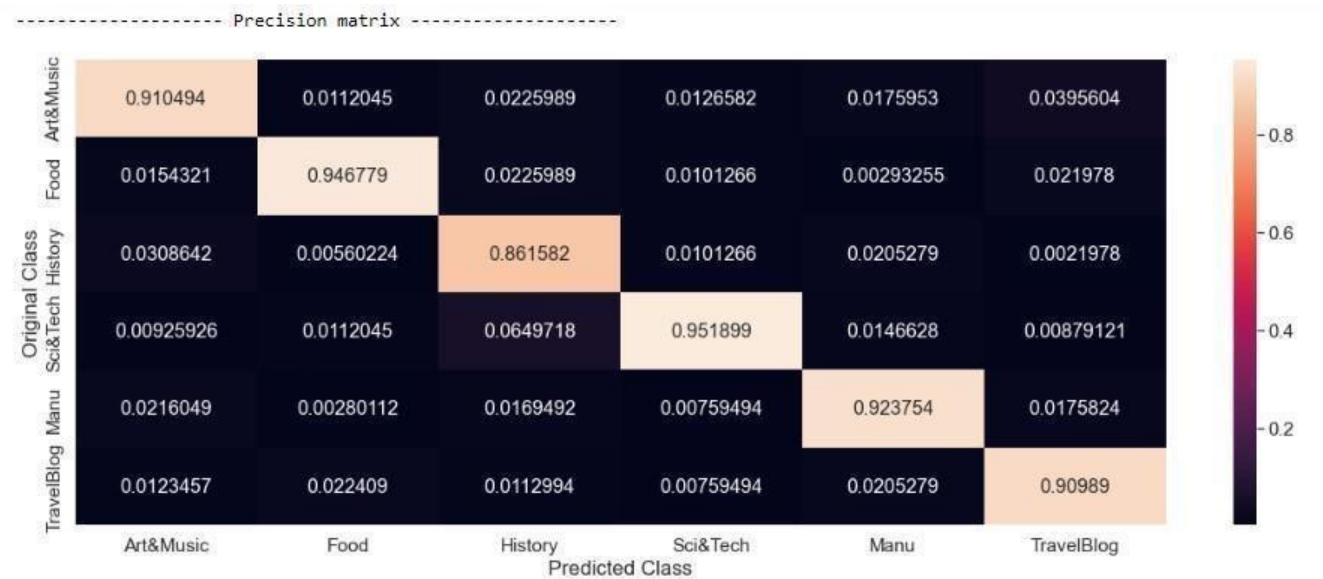 -------------------- Precision matrix --------------------
Art&Music 0.910494 0.0112045 0.0225989 0.0126582 0.0175953 0.0395604
Food 0.0154321 0.946779 0.0225989 0.0101266 0.00293255 0.021978
History 0.0308642 0.00560224 0.861582 0.0101266 0.0205279 0.0021978
Sci&Tech 0.00925926 0.0112045 0.0649718 0.951899 0.0146628 0.00879121
Manu 0.0216049 0.00280112 0.0169492 0.00759494 0.923754 0.0175824
TravelBlog 0.0123457 0.022409 0.0112994 0.00759494 0.0205279 0.90989
Original Class
Art&Music Food History Sci&Tech Manu TravelBlog
Predicted Class
0.8
0.6
0.4
0.2